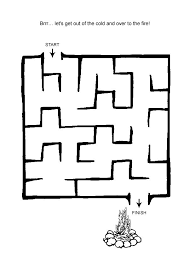 Brrr... let's get out of the cold and over to the fire!
START
FINISH